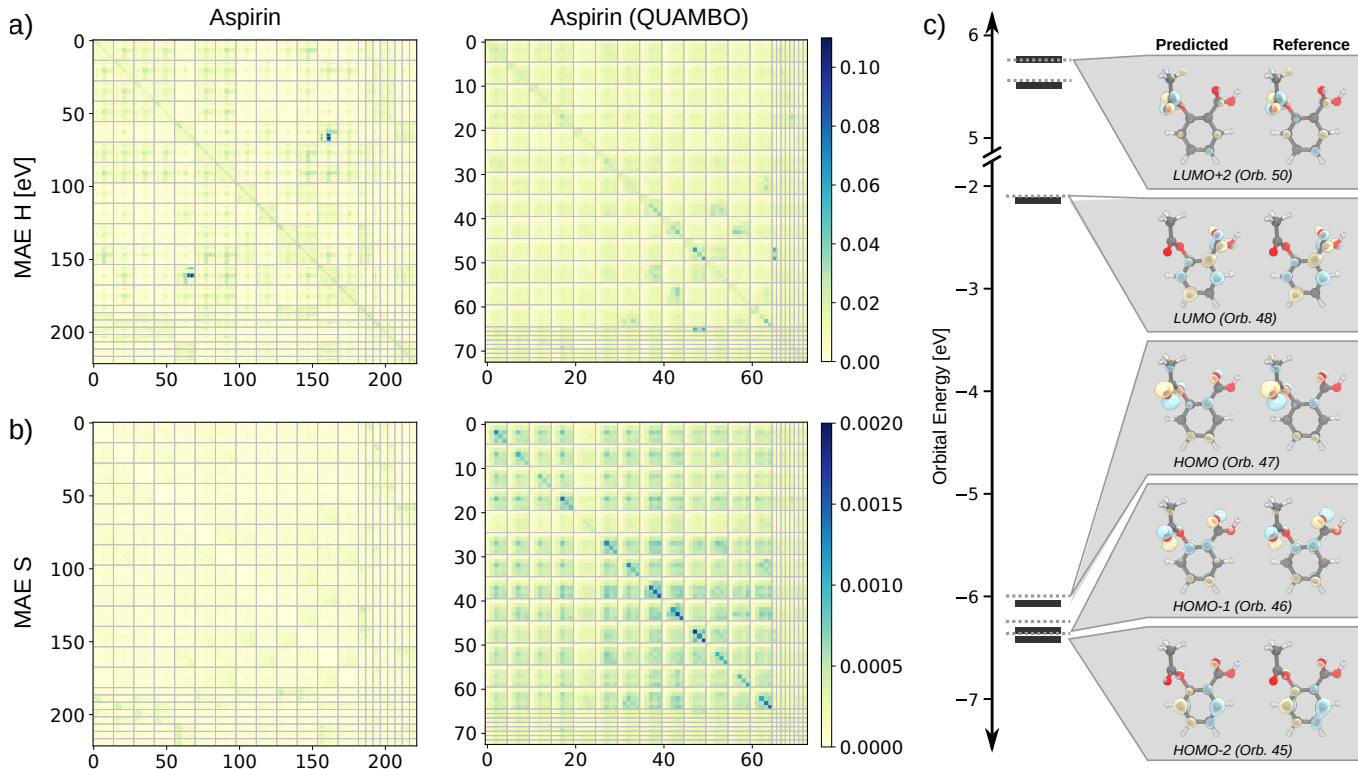 a)
Aspirin
Aspirin (QUAMBO)
MAE H [eV]
0
50
100
150
200
0 50 100 150 200
0
10
20
30
40
50
60
70
0 20 40 60
0.10
0.08
0.06
0.04
0.02
0.00
b)
MAE S
0
50
100
150
200
0 50 100 150 200
0
10
20
30
40
50
60
70
0 20 40 60
0.0020
0.0015
0.0010
0.0005
0.0000
c)
Orbital Energy [eV]
6
5
−2
−3
−4
−5
−6
−7
Predicted Reference
LUMO+2 (Orb. 50)
LUMO (Orb. 48)
HOMO (Orb. 47)
HOMO-1 (Orb. 46)
HOMO-2 (Orb. 45)